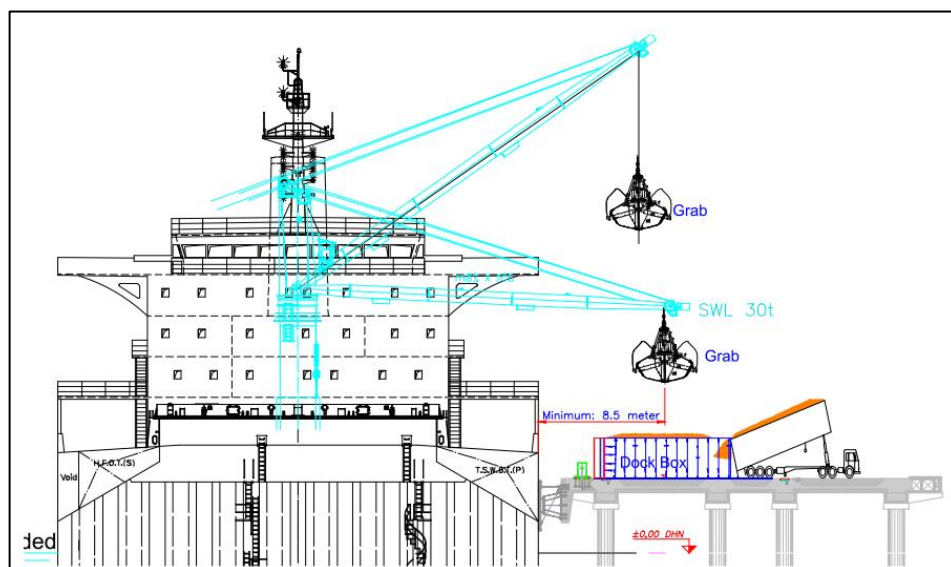 Grab
SWL 30t
Grab
Minimum: 8.5 meter
Dock Box
H.F.O.T.(S)
T.S.W.B.T.(P)
Void
±0,00 DHN
ded